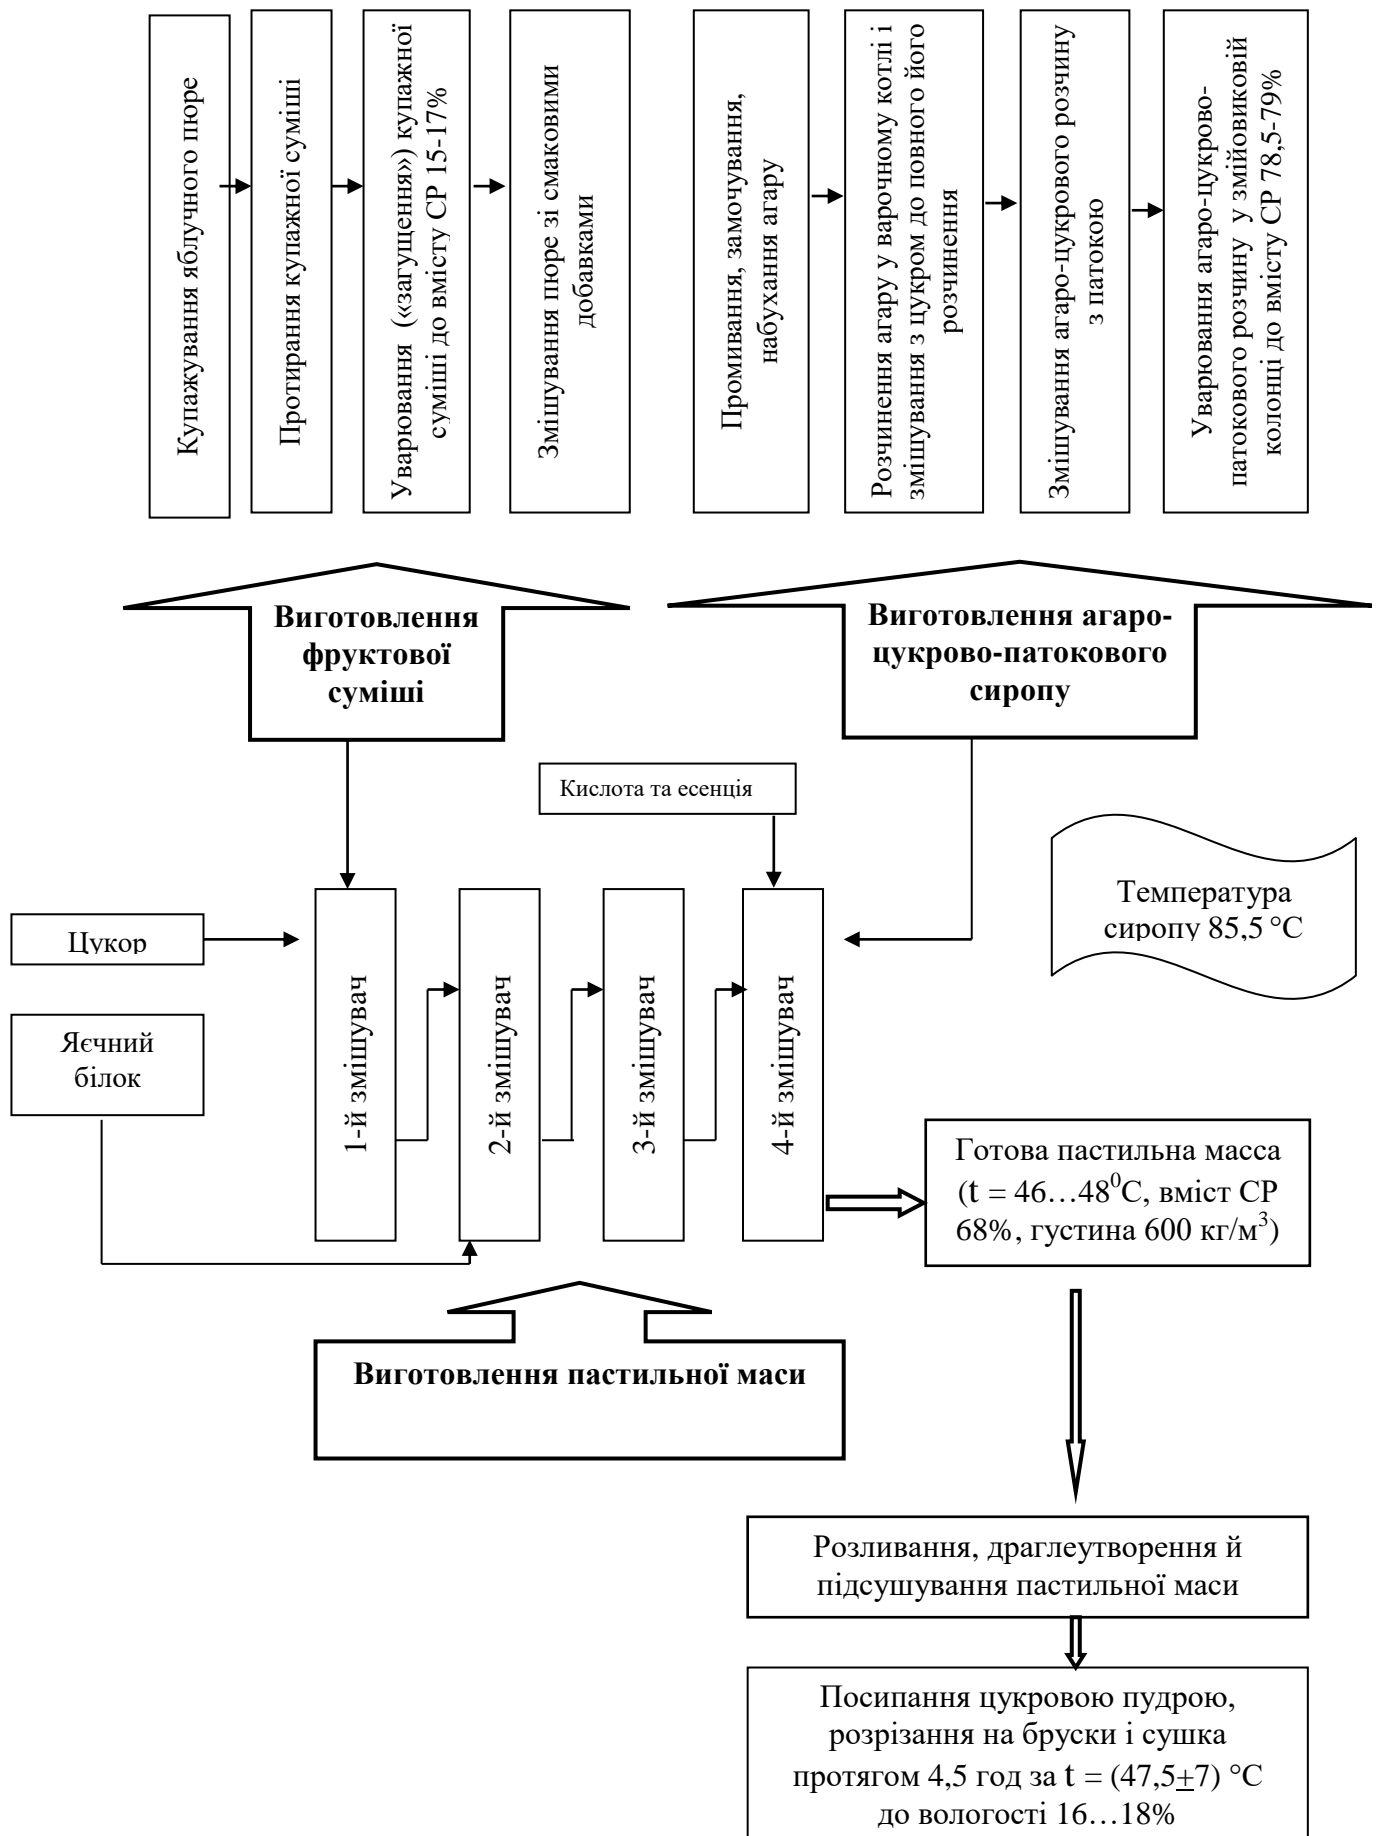 Купажування яблучного пюре
Протирання купажної суміші
Уварювання («загущення») купажної
суміші до вмісту СР 15-17%
Змішування пюре зі смаковими
добавками
Промивання, замочування,
набухання агару
Розчинення агару у варочному котлі і
змішування з цукром до повного його
розчинення
Змішування агаро-цукрового розчину
з патокою
Уварювання агаро-цукрово-
патокового розчину у змійовиковій
колонці до вмісту СР 78,5-79%
Виготовлення
фруктової
суміші
Виготовлення агаро-
цукрово-патокового
сиропу
Кислота та есенція
Температура
сиропу 85,5 °С
Цукор
Яєчний
білок
1-й змішувач
2-й змішувач
3-й змішувач
4-й змішувач
Готова пастильна масса
(t = 46…48⁰С, вміст СР
68%, густина 600 кг/м³)
Виготовлення пастильної маси
Розливання, драглеутворення й
підсушування пастильної маси
Посипання цукровою пудрою,
розрізання на бруски і сушка
протягом 4,5 год за t = (47,5±7) °С
до вологості 16…18%